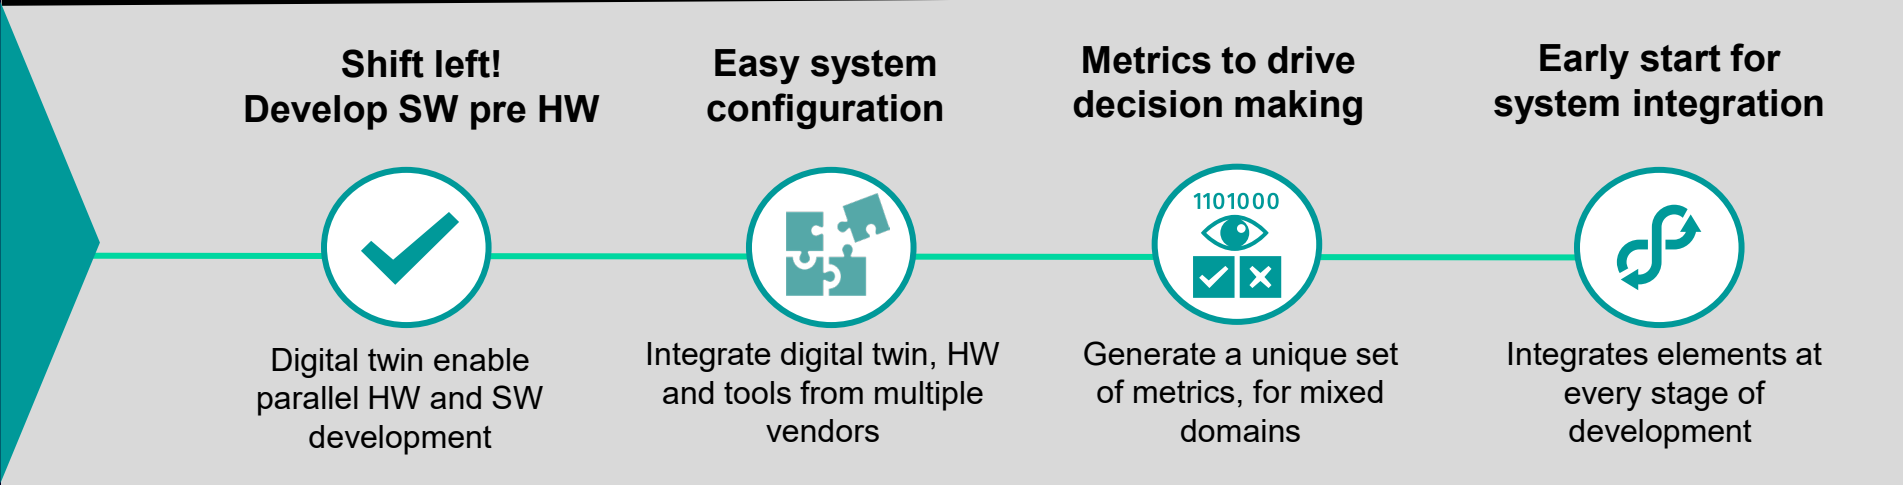 Shift left!
Develop SW pre HW
Digital twin enable
parallel HW and SW
development
Easy system
configuration
Integrate digital twin, HW
and tools from multiple
vendors
Metrics to drive
decision making
1101000
Generate a unique set
of metrics, for mixed
domains
Early start for
system integration
Integrates elements at
every stage of
development